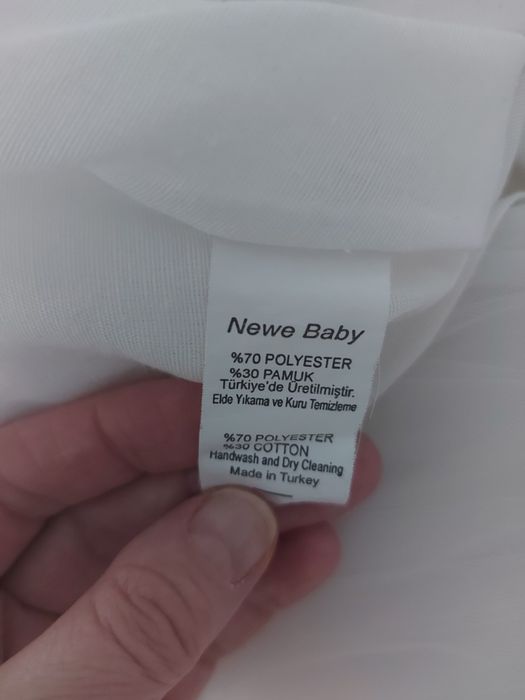 Newe Baby
%70 POLYESTER
%30 PAMUK
Türkiye'de Üretilmiştir.
Elde Yıkama ve Kuru Temizleme
%70 POLYESTER
%30 COTTON
Handwash and Dry Cleaning
Made in Turkey